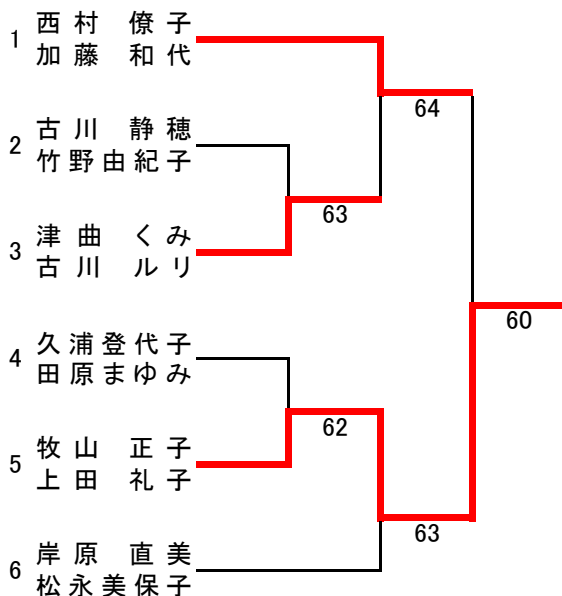 1 西村 僚子
加藤 和代
64
2 古川 静穂
竹野由紀子
63
3 津曲 くみ
古川 ルリ
60
4 久浦登代子
田原まゆみ
62
5 牧山 正子
上田 礼子
63
6 岸原 直美
松永美保子